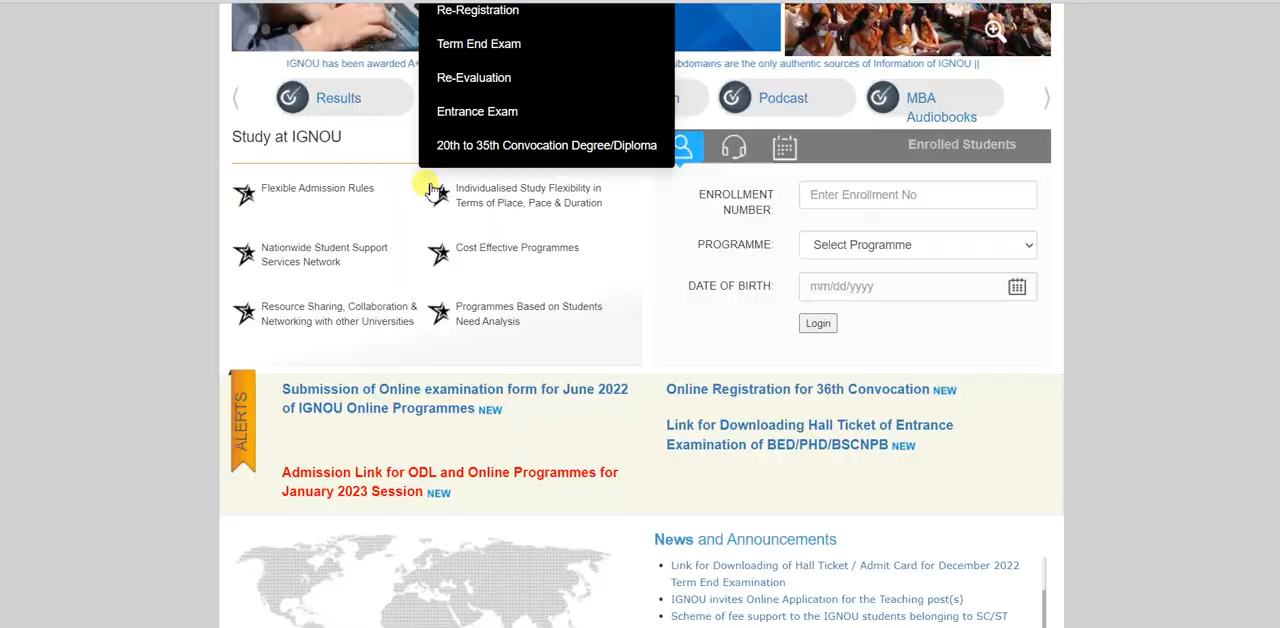 Re-Registration
Term End Exam
Re-Evaluation
Entrance Exam
20th to 35th Convocation Degree/Diploma
IGNOU has been awarded A+
ubdomains are the only authentic sources of Information of IGNOU ||
Results
n
Podcast
MBA
Audiobooks
Study at IGNOU
Flexible Admission Rules
Individualised Study Flexibility in
Terms of Place, Pace & Duration
Nationwide Student Support
Services Network
Cost Effective Programmes
Resource Sharing, Collaboration &
Networking with other Universities
Programmes Based on Students
Need Analysis
Enrolled Students
ENROLLMENT
NUMBER:
Enter Enrollment No
PROGRAMME:
Select Programme
DATE OF BIRTH:
mm/dd/yyyy
Login
ALERTS
Submission of Online examination form for June 2022
of IGNOU Online Programmes NEW
Admission Link for ODL and Online Programmes for
January 2023 Session NEW
Online Registration for 36th Convocation NEW
Link for Downloading Hall Ticket of Entrance
Examination of BED/PHD/BSCNPB NEW
News and Announcements
Link for Downloading of Hall Ticket / Admit Card for December 2022
Term End Examination
IGNOU invites Online Application for the Teaching post(s)
Scheme of fee support to the IGNOU students belonging to SC/ST